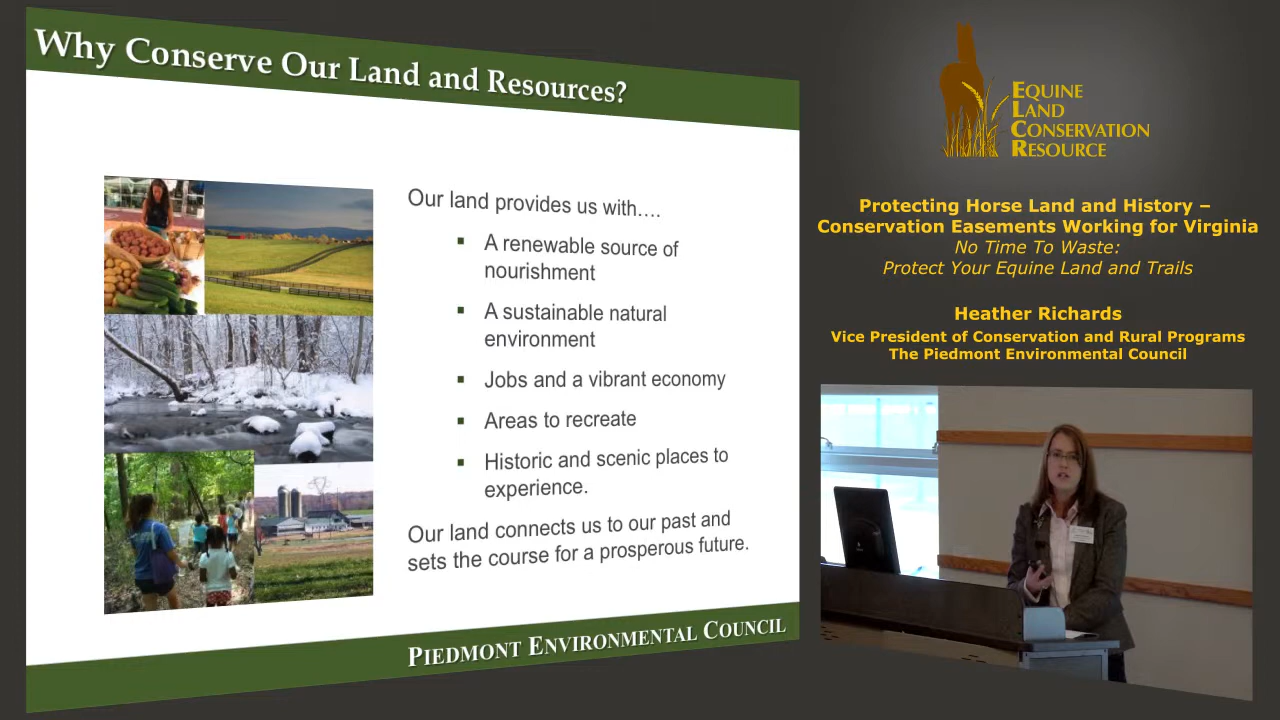 Why Conserve Our Land and Resources?
Our land provides us with….
▪ A renewable source of
nourishment
▪ A sustainable natural
environment
▪ Jobs and a vibrant economy
▪ Areas to recreate
▪ Historic and scenic places to
experience.
Our land connects us to our past and
sets the course for a prosperous future.
PIEDMONT ENVIRONMENTAL COUNCIL
EQUINE
LAND
CONSERVATION
RESOURCE
Protecting Horse Land and History –
Conservation Easements Working for Virginia
No Time To Waste:
Protect Your Equine Land and Trails
Heather Richards
Vice President of Conservation and Rural Programs
The Piedmont Environmental Council